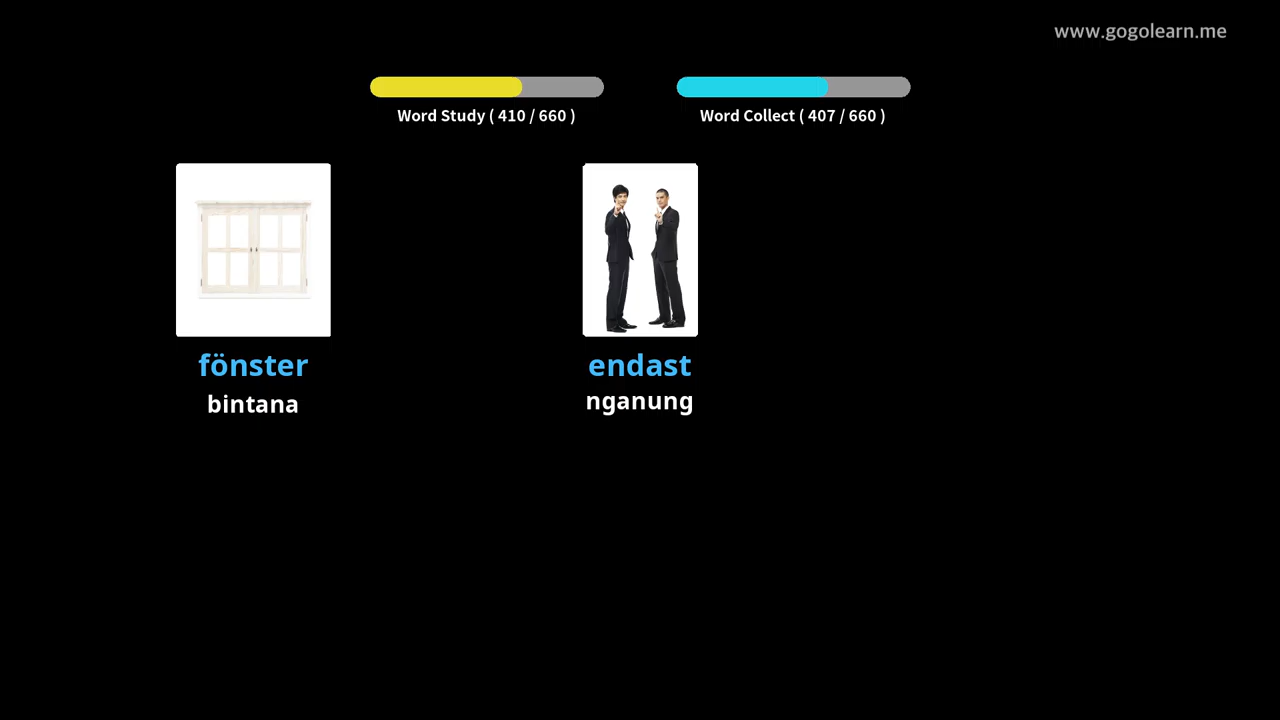 www.gogolearn.me
Word Study ( 410 / 660 )
Word Collect ( 407 / 660 )
fönster
bintana
endast
nganung